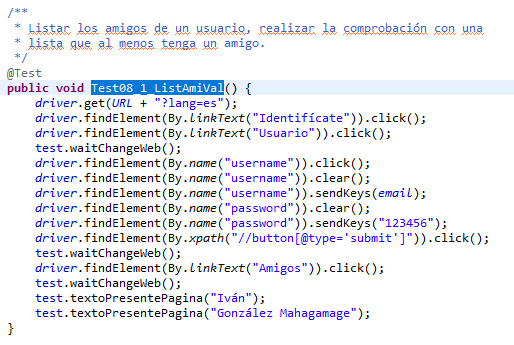 /**
 * Listar los amigos de un usuario, realizar la comprobación con una
 * lista que al menos tenga un amigo.
 */
@Test
public void Test08_1_ListAmiVal() {
    driver.get(URL + "?lang=es");
    driver.findElement(By.linkText("Identifícate")).click();
    driver.findElement(By.linkText("Usuario")).click();
    test.waitChangeWeb();
    driver.findElement(By.name("username")).click();
    driver.findElement(By.name("username")).clear();
    driver.findElement(By.name("username")).sendKeys(email);
    driver.findElement(By.name("password")).clear();
    driver.findElement(By.name("password")).sendKeys("123456");
    driver.findElement(By.xpath("//button[@type='submit']")).click();
    test.waitChangeWeb();
    driver.findElement(By.linkText("Amigos")).click();
    test.waitChangeWeb();
    test.textoPresentePagina("Iván");
    test.textoPresentePagina("González Mahagamage");
}